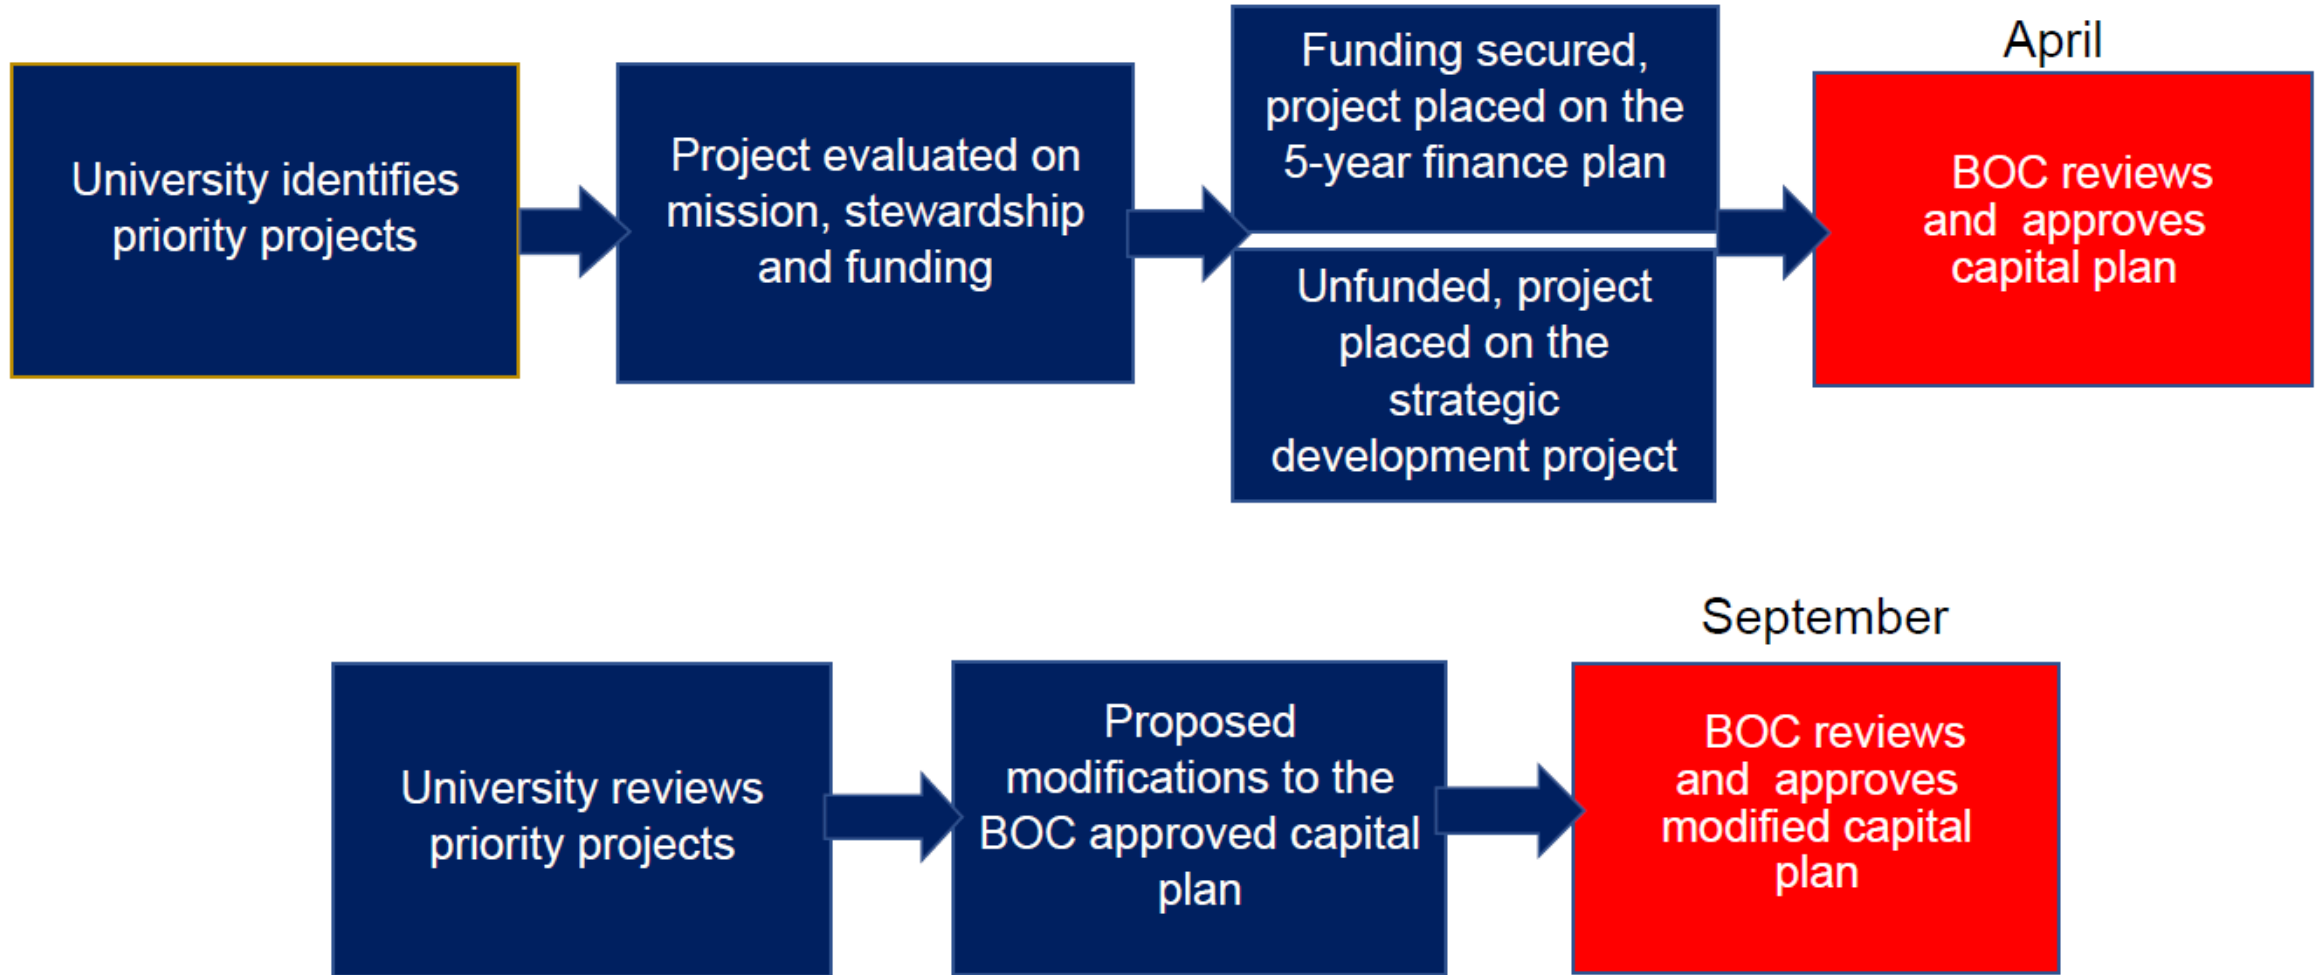 University identifies
priority projects
Project evaluated on
mission, stewardship
and funding
Funding secured,
project placed on the
5-year finance plan
Unfunded, project
placed on the
strategic
development project
April
BOC reviews
and approves
capital plan
University reviews
priority projects
Proposed
modifications to the
BOC approved capital
plan
September
BOC reviews
and approves
modified capital
plan